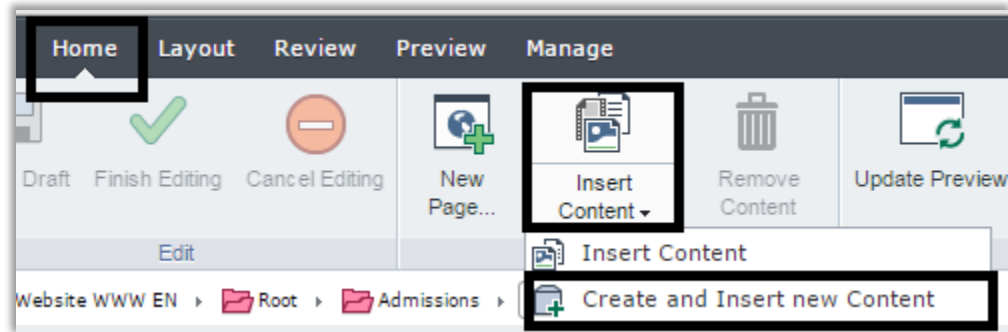 Home Layout Review Preview Manage
Draft Finish Editing Cancel Editing New Page... Insert Content Remove Content Update Preview
Edit
Insert Content
Website WWW EN Root Admissions
Create and Insert new Content